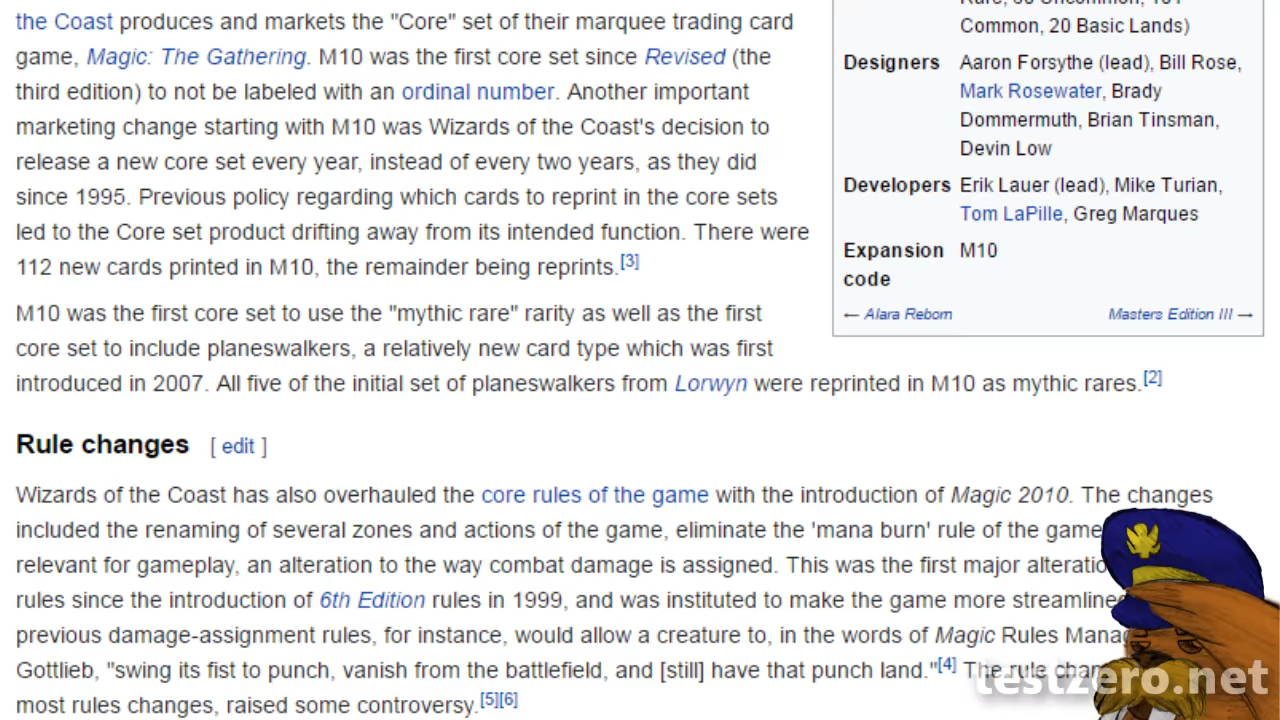 the Coast produces and markets the "Core" set of their marquee trading card
game, Magic: The Gathering. M10 was the first core set since Revised (the
third edition) to not be labeled with an ordinal number. Another important
marketing change starting with M10 was Wizards of the Coast's decision to
release a new core set every year, instead of every two years, as they did
since 1995. Previous policy regarding which cards to reprint in the core sets
led to the Core set product drifting away from its intended function. There were
112 new cards printed in M10, the remainder being reprints.[3]
M10 was the first core set to use the "mythic rare" rarity as well as the first
core set to include planeswalkers, a relatively new card type which was first
introduced in 2007. All five of the initial set of planeswalkers from Lorwyn were reprinted in M10 as mythic rares.[2]
Common, 20 Basic Lands)
Designers Aaron Forsythe (lead), Bill Rose,
Mark Rosewater, Brady
Dommermuth, Brian Tinsman,
Devin Low
Developers Erik Lauer (lead), Mike Turian,
Tom LaPille, Greg Marques
Expansion M10
code
← Alara Reborn Masters Edition III →
Rule changes [ edit ]
Wizards of the Coast has also overhauled the core rules of the game with the introduction of Magic 2010. The changes
included the renaming of several zones and actions of the game, eliminate the 'mana burn' rule of the game
relevant for gameplay, an alteration to the way combat damage is assigned. This was the first major
rules since the introduction of 6th Edition rules in 1999, and was instituted to make the game more
previous damage-assignment rules, for instance, would allow a creature to, in the words of Magic Rules
Gottlieb, "swing its fist to punch, vanish from the battlefield, and [still] have that punch land."[4] The rule
most rules changes, raised some controversy.[5][6]
testzero.net